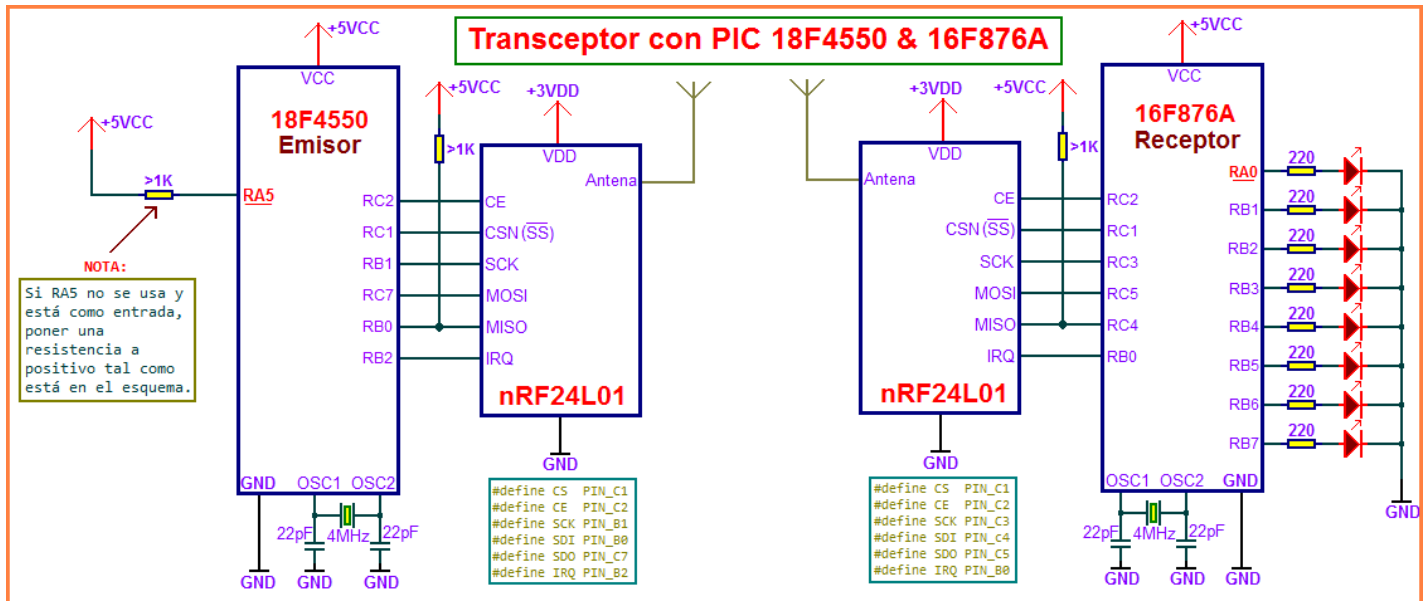 Transceptor con PIC 18F4550 & 16F876A
+5VCC
VCC
18F4550
Emisor
+5VCC
>1K
RA5
NOTA:
Si RA5 no se usa y
está como entrada,
poner una
resistencia a
positivo tal como
está en el esquema.
RC2
RC1
RB1
RC7
RB0
RB2
GND
OSC1
OSC2
22pF
4MHz
22pF
GND
GND
GND
+5VCC
>1K
+3VDD
VDD
Antena
CE
CSN (SS)
SCK
MOSI
MISO
IRQ
nRF24L01
GND
#define CS PIN_C1
#define CE PIN_C2
#define SCK PIN_B1
#define SDI PIN_B0
#define SDO PIN_C7
#define IRQ PIN_B2
+3VDD
VDD
Antena
CE
CSN (SS)
SCK
MOSI
MISO
IRQ
nRF24L01
GND
#define CS PIN_C1
#define CE PIN_C2
#define SCK PIN_C3
#define SDI PIN_c4
#define SDO PIN_C5
#define IRQ PIN_B0
+5VCC
>1K
+5VCC
VCC
16F876A
Receptor
RC2
RC1
RC3
RC5
RC4
RB0
RA0
RB1
RB2
RB3
RB4
RB5
RB6
RB7
220
220
220
220
220
220
220
220
GND
OSC1
OSC2
GND
22pF
4MHz
22pF
GND
GND
GND